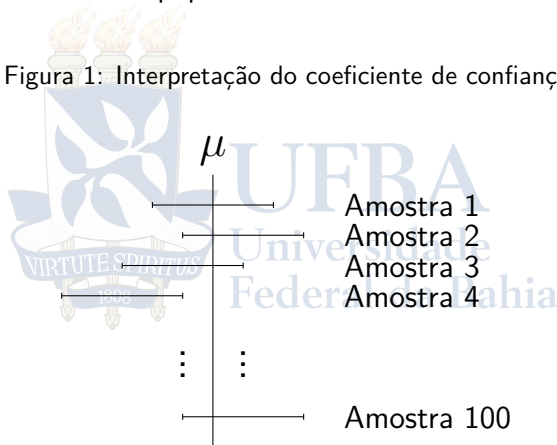 Figura 1: Interpretação do coeficiente de confianç
μ
UFBA
Universidade
Federal da Bahia
VIRTUTE SPIRITUS
1808
Amostra 1
Amostra 2
Amostra 3
Amostra 4
⋮ ⋮
Amostra 100